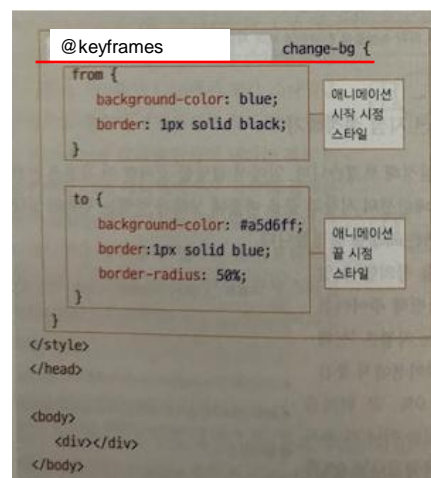 @keyframes change-bg {
from {
background-color: blue;
border: 1px solid black;
}
애니메이션
시작 시점
스타일
to {
background-color: #a5d6ff;
border:1px solid blue;
border-radius: 50%;
}
애니메이션
끝 시점
스타일
}
</style>
</head>
<body>
<div></div>
</body>